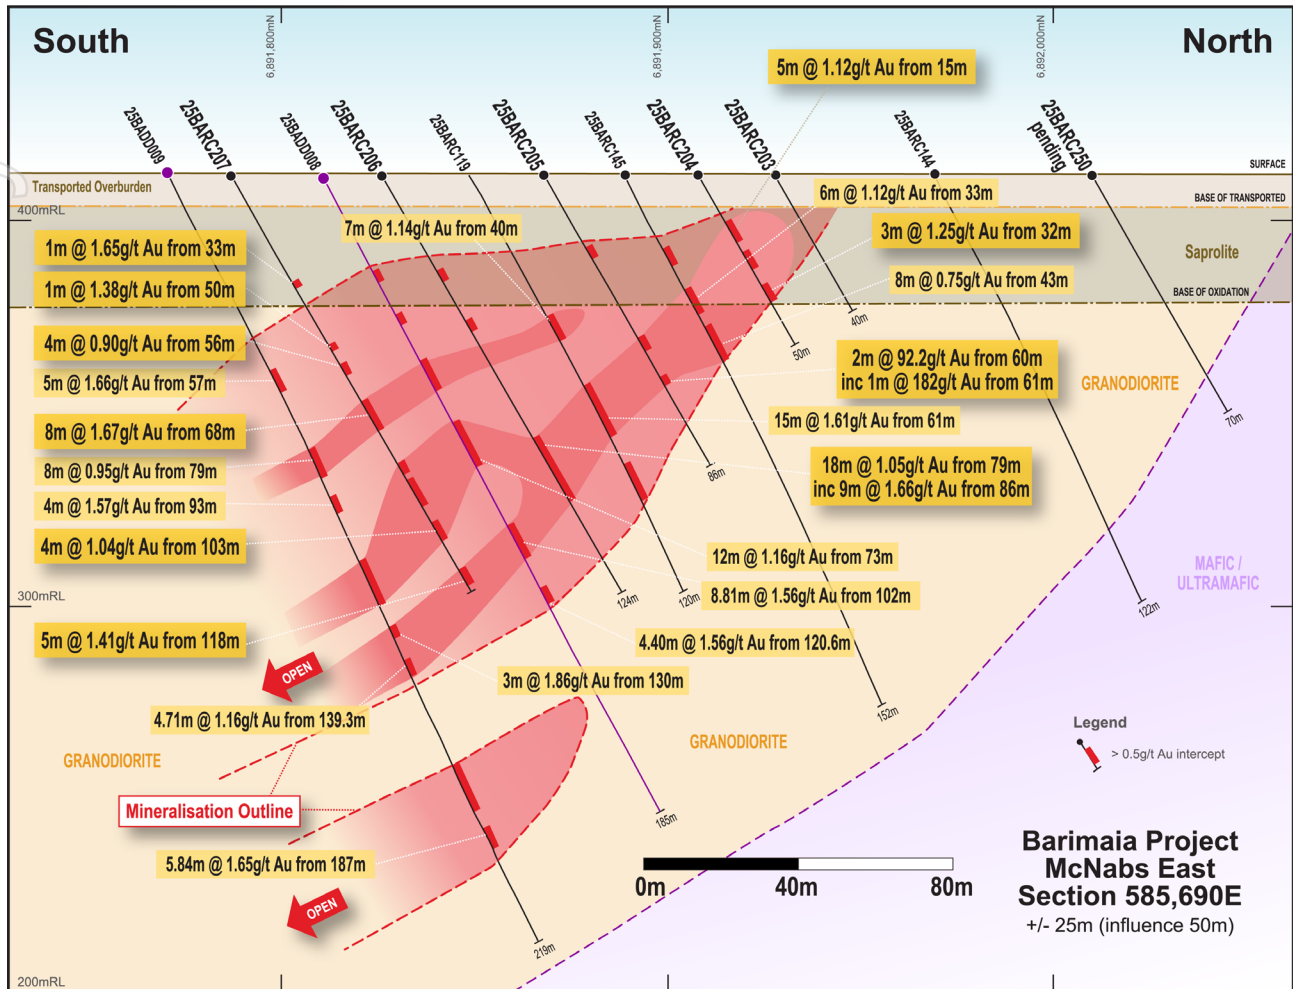 South
North
6,891,800mN
6,891,900mN
6,892,000mN
5m @ 1.12g/t Au from 15m
25BADD009
25BARC207
25BADD008
25BARC206
25BARC119
25BARC205
25BARC145
25BARC204
25BARC203
25BARC144
25BARC250
pending
SURFACE
Transported Overburden
BASE OF TRANSPORTED
400mRL
6m @ 1.12g/t Au from 33m
7m @ 1.14g/t Au from 40m
3m @ 1.25g/t Au from 32m
1m @ 1.65g/t Au from 33m
Saprolite
8m @ 0.75g/t Au from 43m
1m @ 1.38g/t Au from 50m
BASE OF OXIDATION
40m
50m
4m @ 0.90g/t Au from 56m
2m @ 92.2g/t Au from 60m
inc 1m @ 182g/t Au from 61m
5m @ 1.66g/t Au from 57m
GRANODIORITE
70m
15m @ 1.61g/t Au from 61m
8m @ 1.67g/t Au from 68m
8m @ 0.95g/t Au from 79m
86m
18m @ 1.05g/t Au from 79m
inc 9m @ 1.66g/t Au from 86m
4m @ 1.57g/t Au from 93m
4m @ 1.04g/t Au from 103m
12m @ 1.16g/t Au from 73m
MAFIC /
ULTRAMAFIC
300mRL
124m
120m
8.81m @ 1.56g/t Au from 102m
122m
5m @ 1.41g/t Au from 118m
4.40m @ 1.56g/t Au from 120.6m
OPEN
3m @ 1.86g/t Au from 130m
4.71m @ 1.16g/t Au from 139.3m
152m
Legend
> 0.5g/t Au intercept
GRANODIORITE
GRANODIORITE
Mineralisation Outline
185m
5.84m @ 1.65g/t Au from 187m
0m
40m
80m
OPEN
219m
Barimaia Project
McNabs East
Section 585,690E
+/- 25m (influence 50m)
200mRL